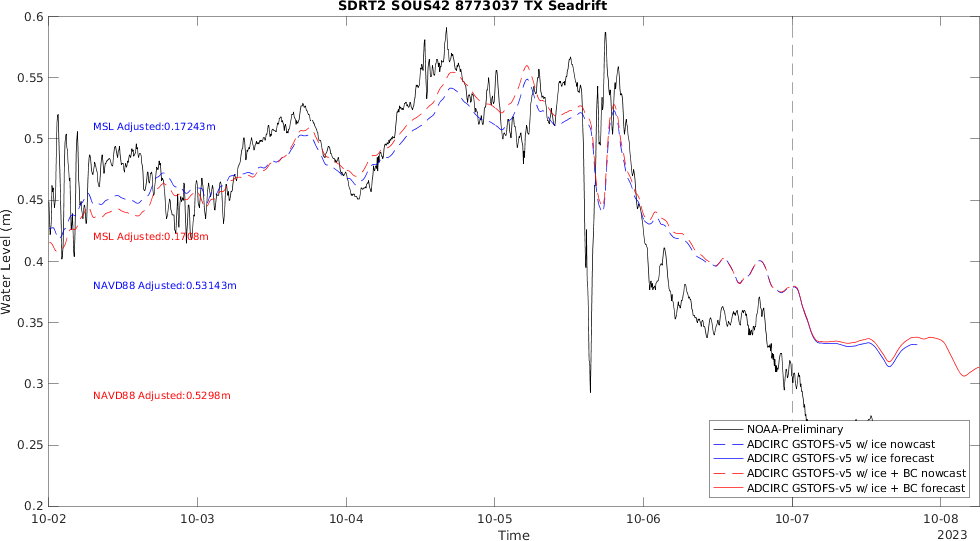 SDRT2 SOUS42 8773037 TX Seadrift
0.6
0.55
0.5
0.45
0.4
0.35
0.3
0.25
0.2
Water Level (m)
MSL Adjusted:0.17243m
MSL Adjusted:0.1708m
NAVD88 Adjusted:0.53143m
NAVD88 Adjusted:0.5298m
NOAA-Preliminary
ADCIRC GSTOFS-v5 w/ ice nowcast
ADCIRC GSTOFS-v5 w/ ice forecast
ADCIRC GSTOFS-v5 w/ ice + BC nowcast
ADCIRC GSTOFS-v5 w/ ice + BC forecast
10-02 10-03 10-04 10-05 10-06 10-07 10-08
Time
2023